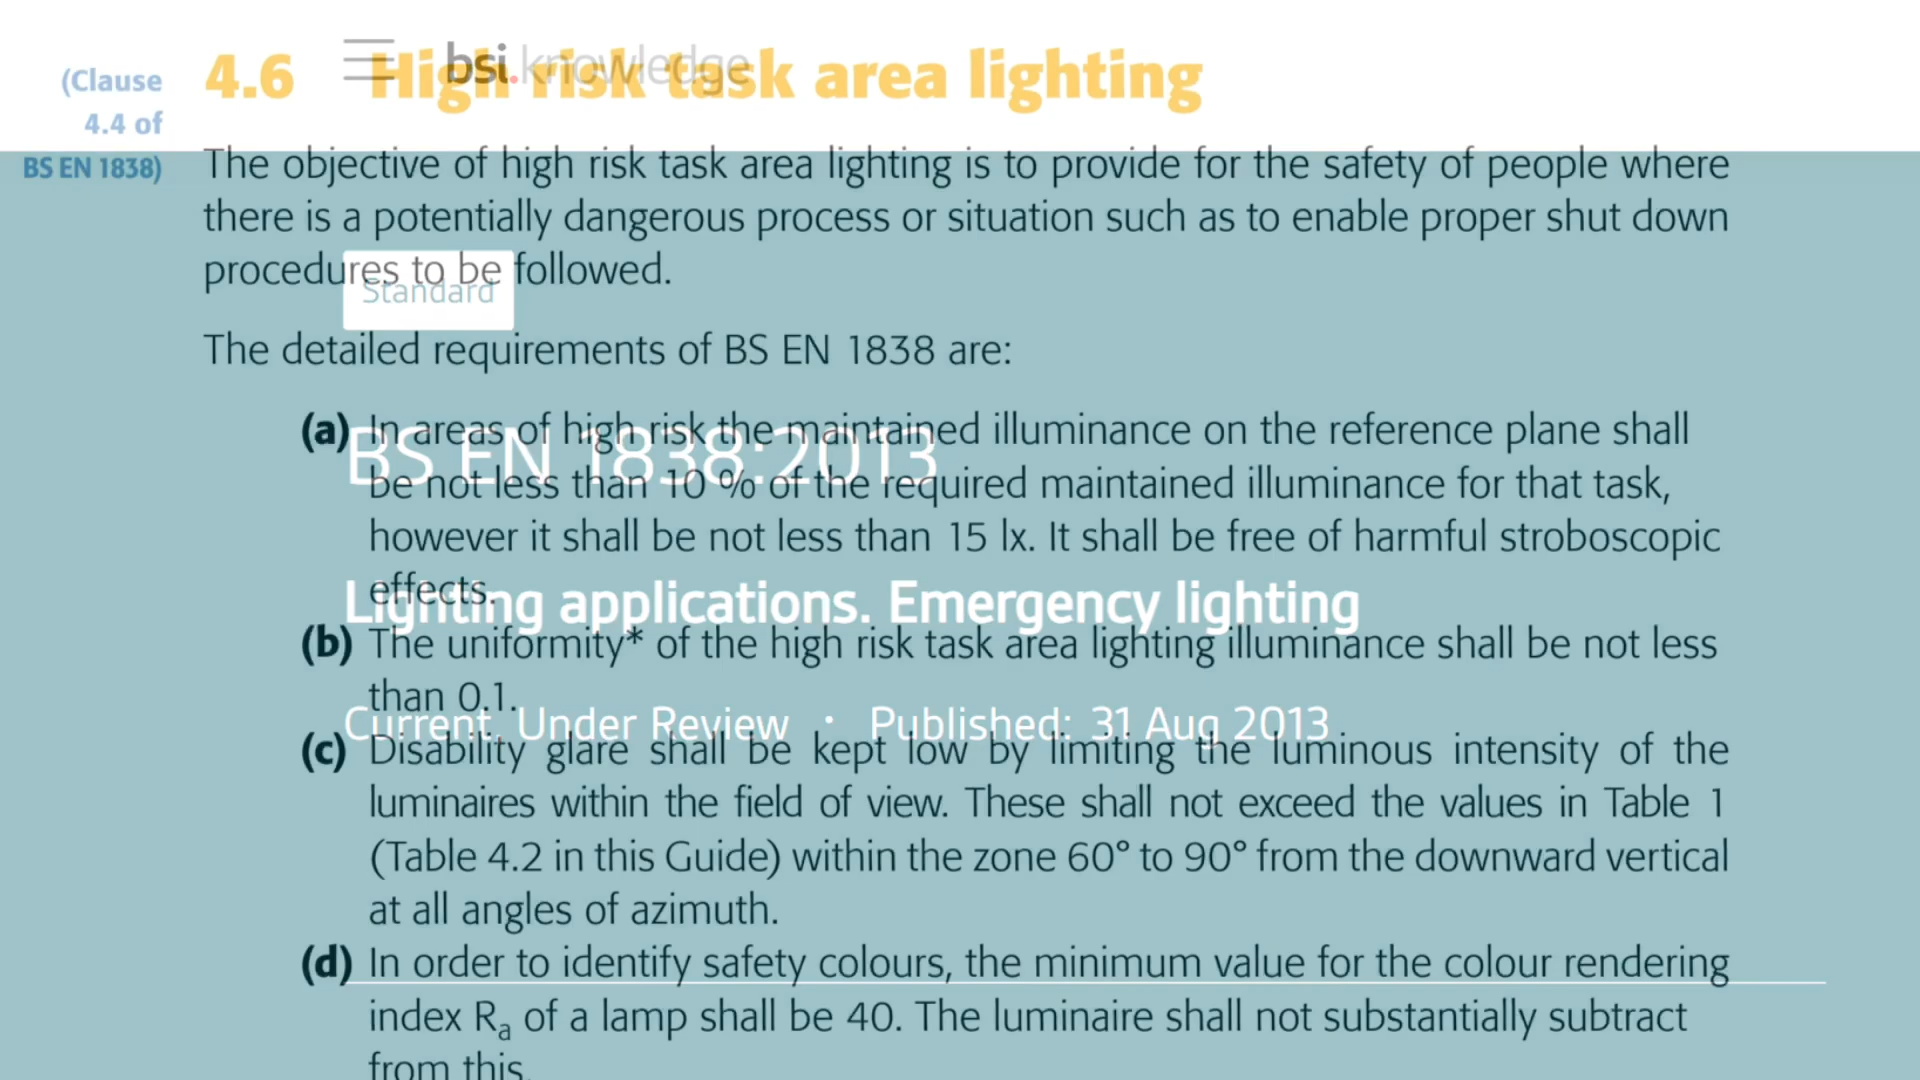 (Clause
4.4 of
BS EN 1838)
4.6 High risk task area lighting
bsi.knowledge
The objective of high risk task area lighting is to provide for the safety of people where
there is a potentially dangerous process or situation such as to enable proper shut down
procedures to be followed.
Standard
The detailed requirements of BS EN 1838 are:
(a) In areas of high risk the maintained illuminance on the reference plane shall
BS EN 1838:2013
be not less than 10 % of the required maintained illuminance for that task,
however it shall be not less than 15 lx. It shall be free of harmful stroboscopic
effects.
Lighting applications. Emergency lighting
(b) The uniformity* of the high risk task area lighting illuminance shall be not less
than 0.1.
Current, Under Review • Published: 31 Aug 2013
(c) Disability glare shall be kept low by limiting the luminous intensity of the
luminaires within the field of view. These shall not exceed the values in Table 1
(Table 4.2 in this Guide) within the zone 60° to 90° from the downward vertical
at all angles of azimuth.
(d) In order to identify safety colours, the minimum value for the colour rendering
index Ra of a lamp shall be 40. The luminaire shall not substantially subtract
from this.